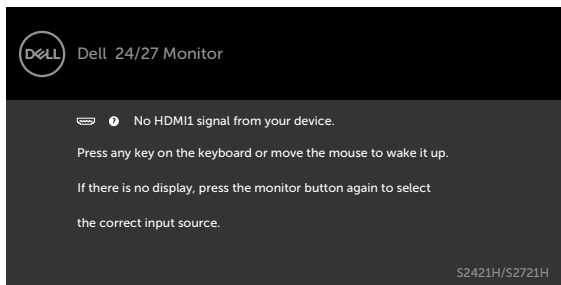 DELL
Dell 24/27 Monitor
? No HDMI1 signal from your device.
Press any key on the keyboard or move the mouse to wake it up.
If there is no display, press the monitor button again to select
the correct input source.
S2421H/S2721H